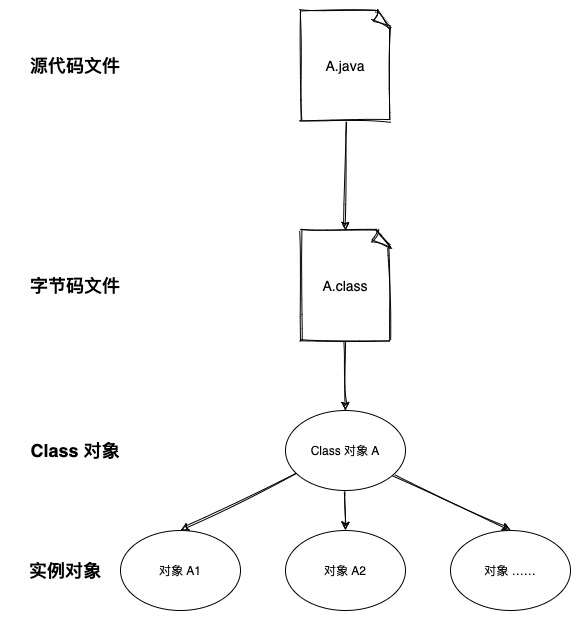 源代码文件
A.java
字节码文件
A.class
Class 对象
Class 对象 A
实例对象
对象 A1
对象 A2
对象 ……